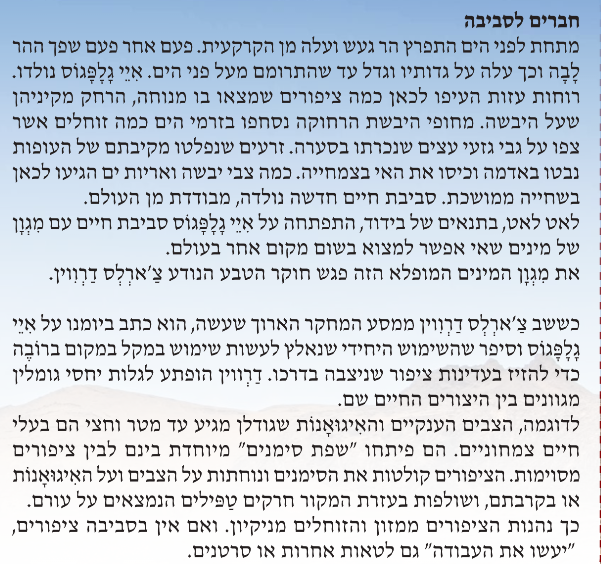 חברים לסביבה
מתחת לפני הים התפרץ הר געש ועלה מן הקרקעית. פעם אחר פעם שפך ההר
לָבָה וכך עלה על גדותיו וגדל עד שהתרומם מעל פני הים. אִיֵּי גָלָפָּגוֹס נולדו.
רוחות עזות העיפו לכאן כמה ציפורים שמצאו בו מנוחה, הרחק מקיניהן
שעל היבשה. מחופי היבשת הרחוקה נסחפו בזרמי הים כמה זוחלים אשר
צפו על גבי גזעי עצים שנכרתו בסערה. זרעים שנפלטו מקיבתם של העופות
נבטו באדמה וכיסו את האי בצמחייה. כמה צבי יבשה ואריות ים הגיעו לכאן
בשחייה ממושכת. סביבת חיים חדשה נולדה, מבודדת מן העולם.
לאט לאט, בתנאים של בידוד, התפתחה על אִיֵּי גָלָפָּגוֹס סביבת חיים עם מִגְוָן
של מינים שאי אפשר למצוא בשום מקום אחר בעולם.
את מִגְוָן המינים המופלא הזה פגש חוקר הטבע הנודע צַ'ארְלְס דַרְוִוין.
כששב צַ'ארְלְס דַרְוִוין ממסע המחקר הארוך שעשה, הוא כתב ביומנו על אִיֵּי
גָלָפָּגוֹס וסיפר שהשימוש היחידי שנאלץ לעשות שימוש במקל במקום ברוֹבֶה
כדי להזיז בעדינות ציפור שניצבה בדרכו. דַרְווין הופתע לגלות יחסי גומלין
מגוונים בין היצורים החיים שם.
לדוגמה, הצבים הענקיים והאִיגוּאָנוֹת שגודלן מגיע עד מטר וחצי הם בעלי
חיים צמחוניים. הם פיתחו "שפת סימנים" מיוחדת בינם לבין ציפורים
מסוימות. הציפורים קולטות את הסימנים ונוחתות על הצבים ועל האִיגוּאָנוֹת
או בקרבתם, ושולפות בעזרת המקור חרקים טַפִּילים הנמצאים על עורם.
כך נהנות הציפורים ממזון והזוחלים מניקיון. ואם אין בסביבה ציפורים,
"יעשו את העבודה" גם לטאות אחרות או סרטנים.